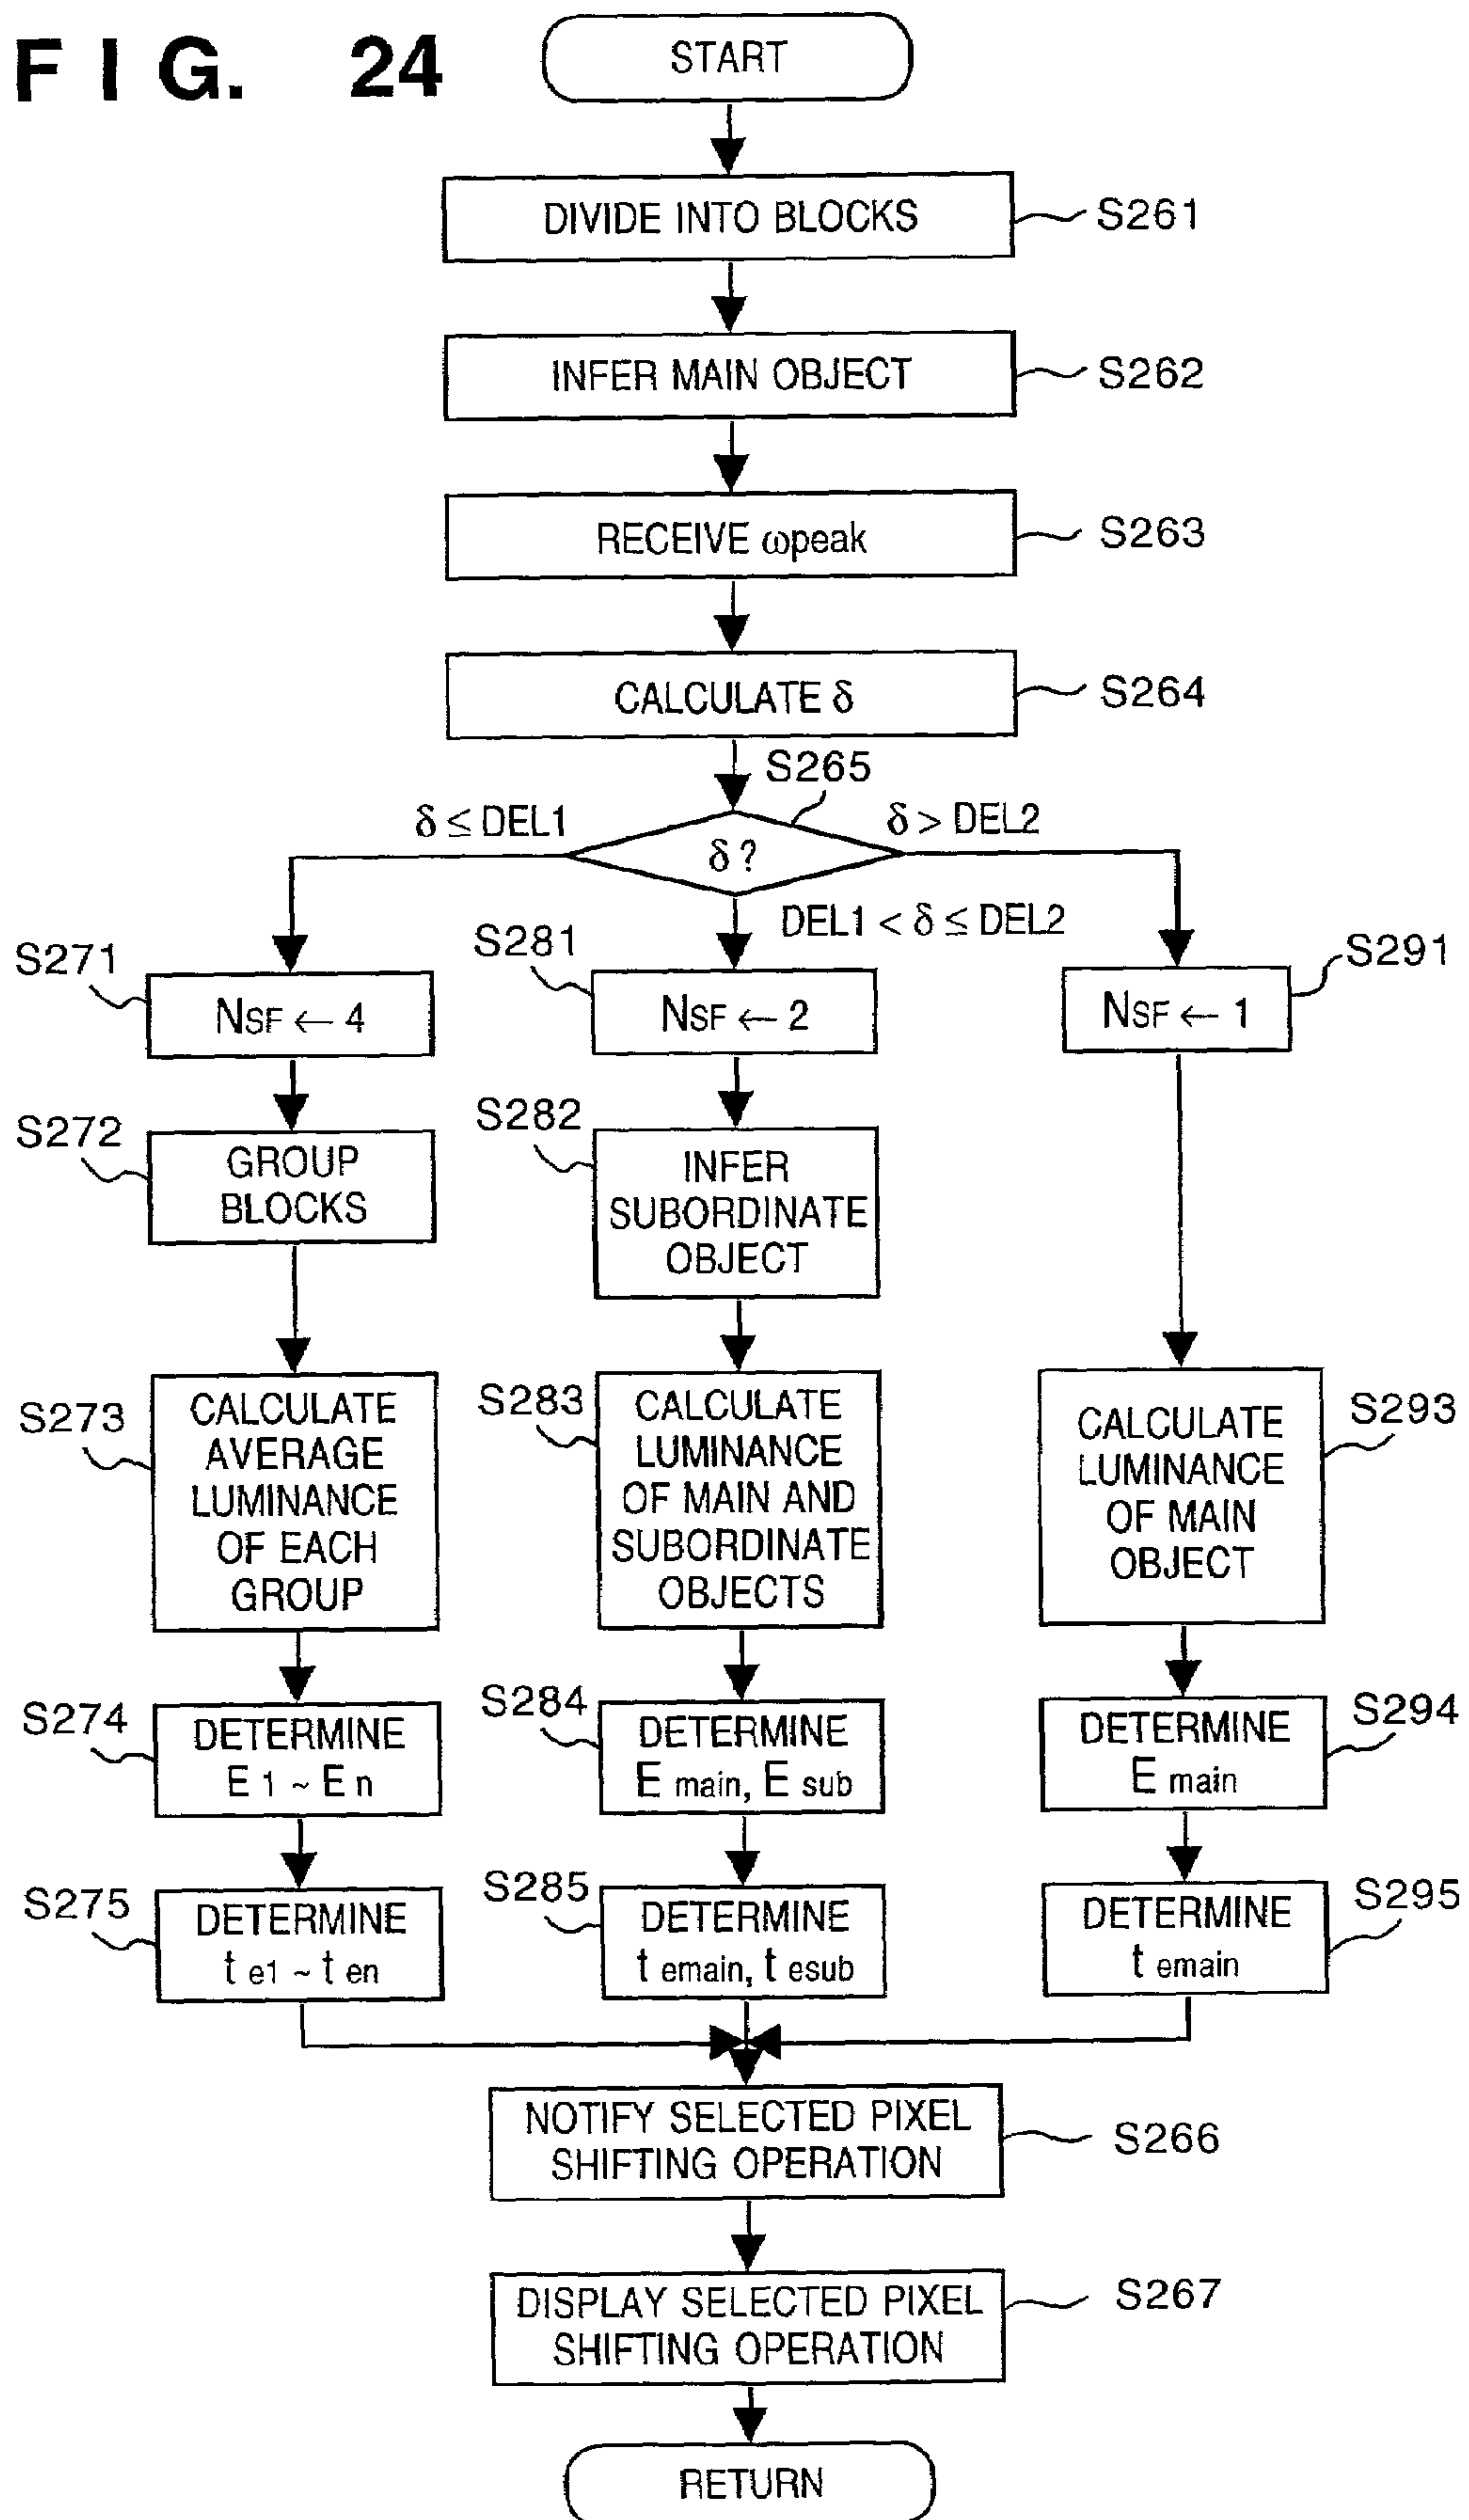 FIG. 24
START
DIVIDE INTO BLOCKS
S261
INFER MAIN OBJECT
S262
RECEIVE ωpeak
S263
CALCULATE δ
S264
S265
δ ≤ DEL1
δ ?
δ > DEL2
DEL1 < δ ≤ DEL2
S271
NSF ← 4
S281
NSF ← 2
S291
NSF ← 1
S272
GROUP
BLOCKS
S282
INFER
SUBORDINATE
OBJECT
S273
CALCULATE
AVERAGE
LUMINANCE
OF EACH
GROUP
S283
CALCULATE
LUMINANCE
OF MAIN AND
SUBORDINATE
OBJECTS
S293
CALCULATE
LUMINANCE
OF MAIN
OBJECT
S274
DETERMINE
E 1 ~ E n
S284
DETERMINE
E main, E sub
S294
DETERMINE
E main
S275
DETERMINE
t e1 ~ t en
S285
DETERMINE
t emain, t esub
S295
DETERMINE
t emain
NOTIFY SELECTED PIXEL
SHIFTING OPERATION
S266
DISPLAY SELECTED PIXEL
SHIFTING OPERATION
S267
RETURN